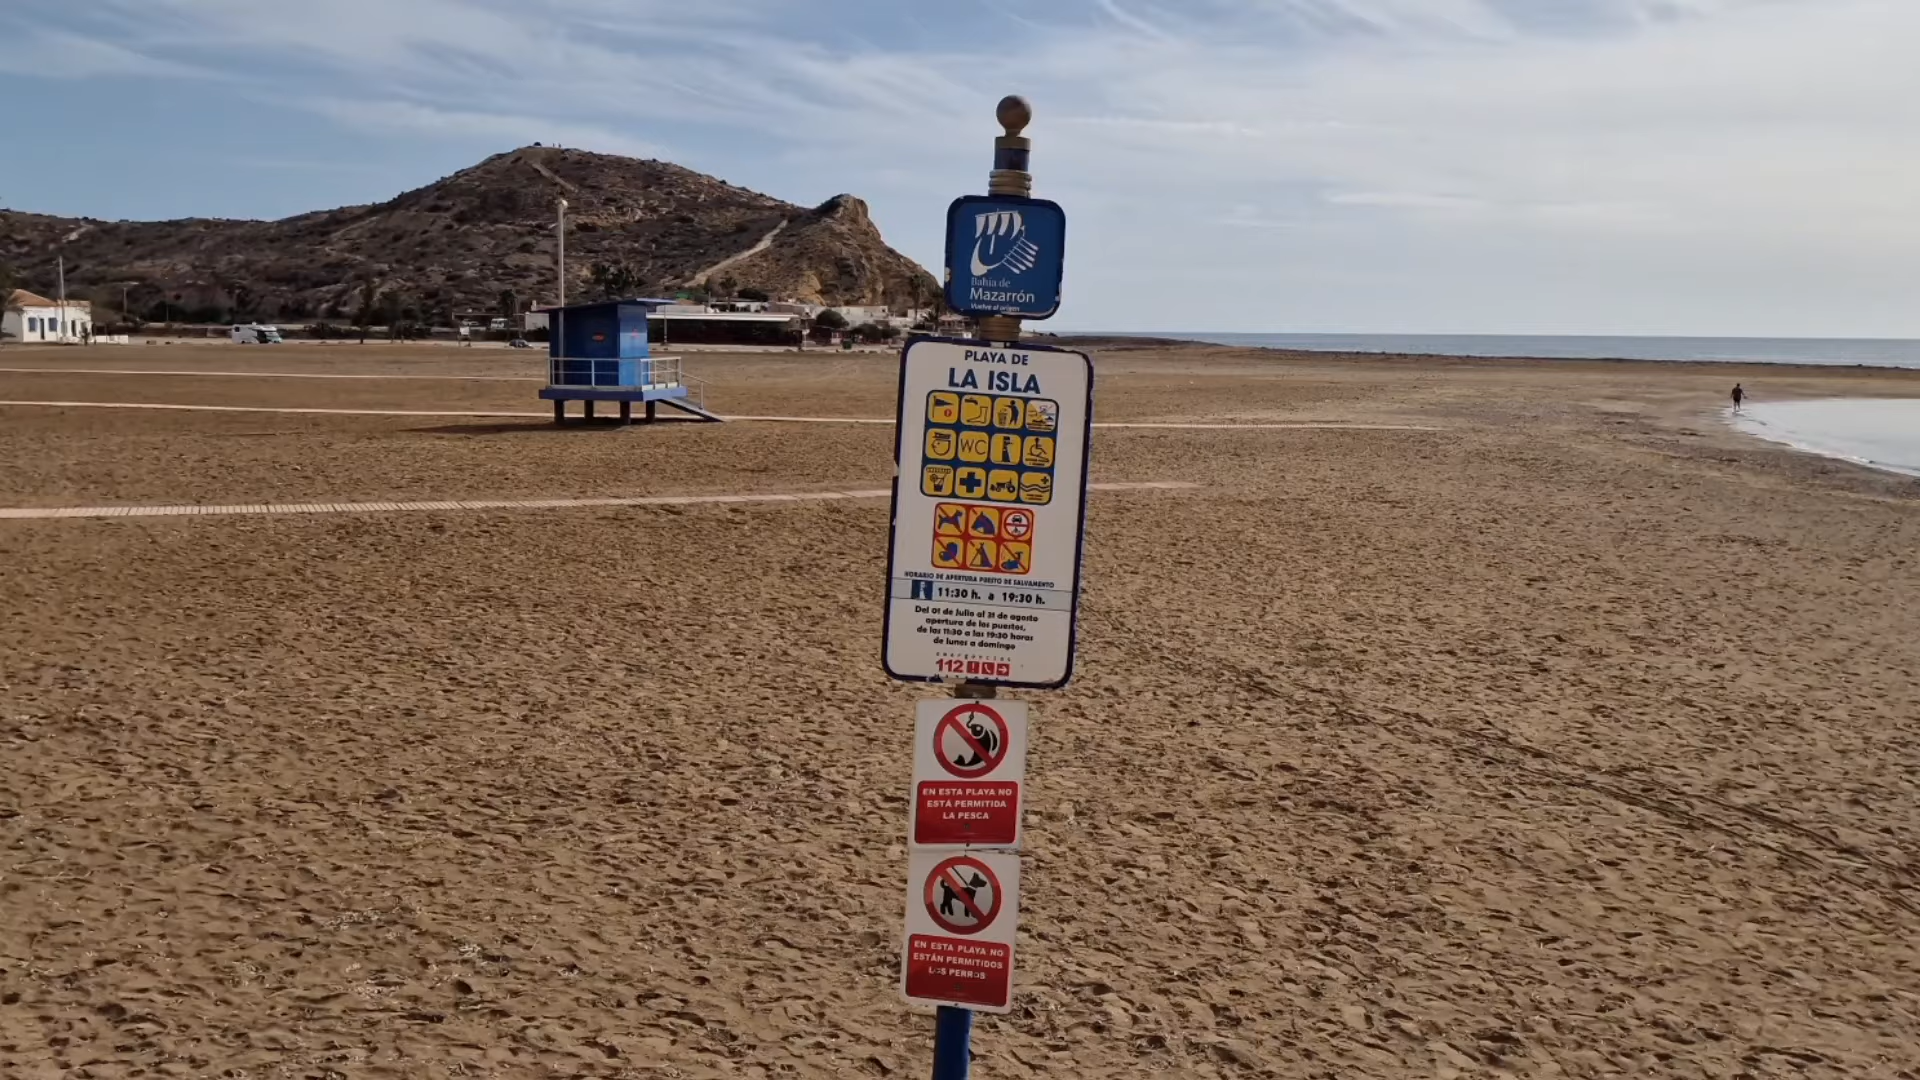 Bahía de
Mazarrón
Vuelve al origen
PLAYA DE
LA ISLA
WC
HORARIO DE APERTURA PUESTO DE SALVAMENTO
11:30 h. a 19:30 h.
Del 01 de Julio al 31 de agosto
apertura de los puestos,
de las 11:30 a las 19:30 horas
de lunes a domingo
emergencias
112
EN ESTA PLAYA NO
ESTÁ PERMITIDA
LA PESCA
EN ESTA PLAYA NO
ESTÁN PERMITIDOS
LOS PERROS